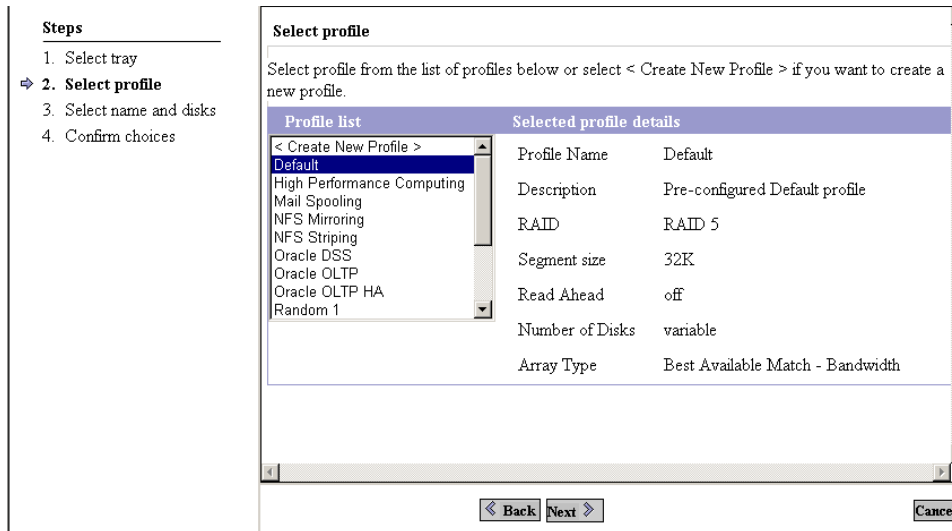 Steps
1. Select tray
2. Select profile
3. Select name and disks
4. Confirm choices
Select profile
Select profile from the list of profiles below or select < Create New Profile > if you want to create a
new profile.
Profile list
< Create New Profile >
Default
High Performance Computing
Mail Spooling
NFS Mirroring
NFS Striping
Oracle DSS
Oracle OLTP
Oracle OLTP HA
Random 1
Selected profile details
Profile Name Default
Description Pre-configured Default profile
RAID RAID 5
Segment size 32K
Read Ahead off
Number of Disks variable
Array Type Best Available Match - Bandwidth
Back
Next
Cance